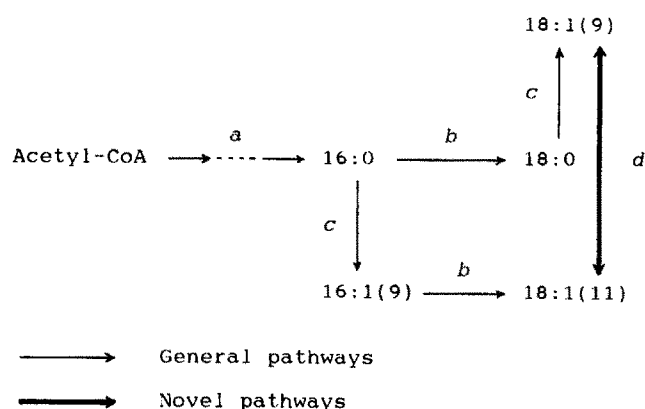 18:1(9)
c
a
b
Acetyl-CoA 16:0 18:0 d
c
b
16:1(9) 18:1(11)
General pathways
Novel pathways